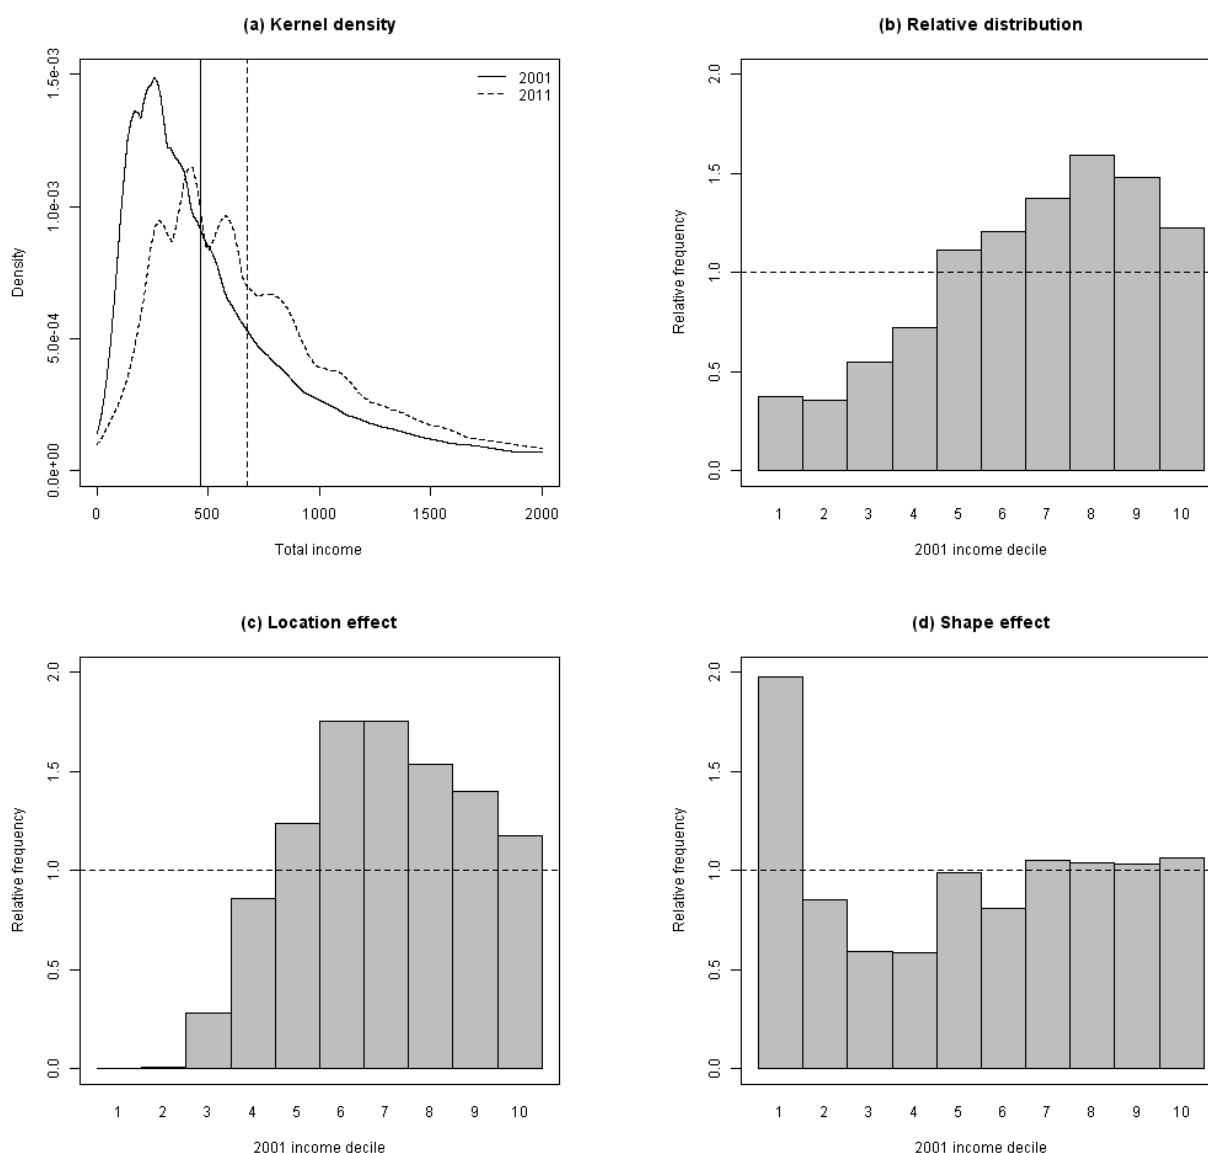 (a) Kernel density
1.5e-03
1.0e-03
5.0e-04
0.0e+00
Density
2001
2011
0 500 1000 1500 2000
Total income
(b) Relative distribution
2.0
1.5
1.0
0.5
0.0
Relative frequency
1 2 3 4 5 6 7 8 9 10
2001 income decile
(c) Location effect
2.0
1.5
1.0
0.5
0.0
Relative frequency
1 2 3 4 5 6 7 8 9 10
2001 income decile
(d) Shape effect
2.0
1.5
1.0
0.5
0.0
Relative frequency
1 2 3 4 5 6 7 8 9 10
2001 income decile